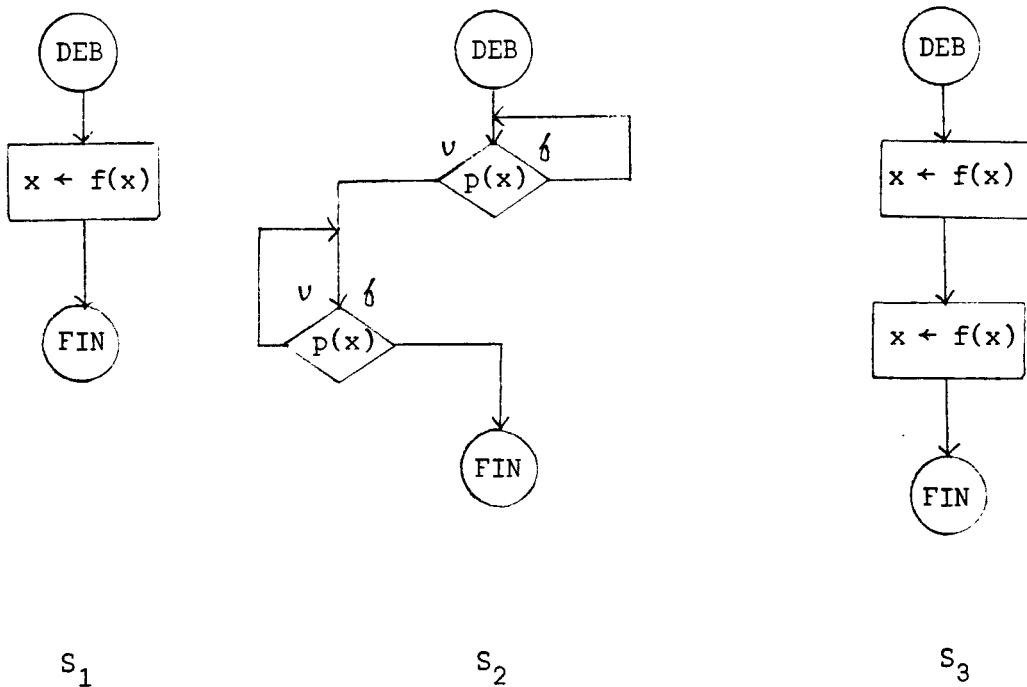 DEB
x ← f(x)
FIN
S1
DEB
v f
p(x)
v f
p(x)
FIN
S2
DEB
x ← f(x)
x ← f(x)
FIN
S3